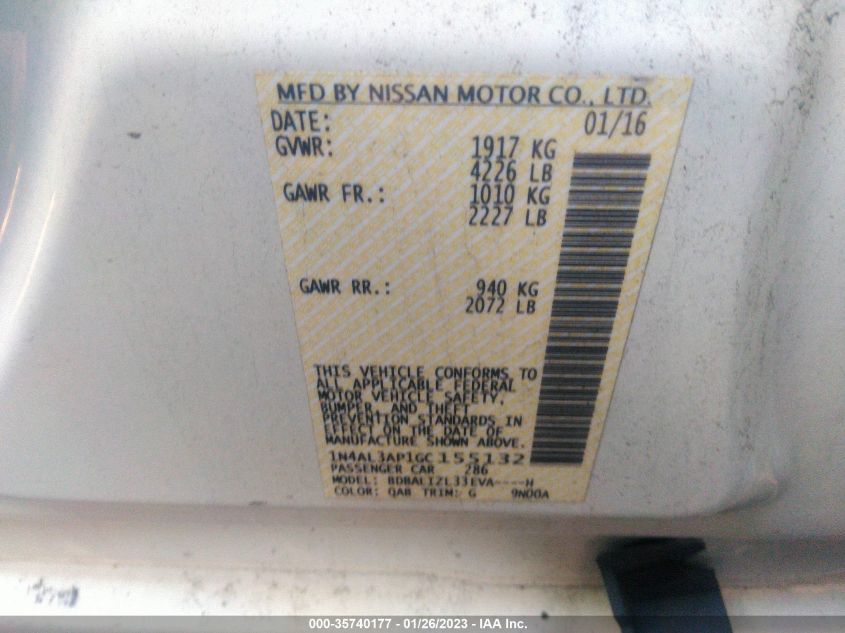 MFD BY NISSAN MOTOR CO., LTD.
DATE: 01/16
GVWR: 1917 KG
4226 LB
GAWR FR.: 1010 KG
2227 LB
GAWR RR.: 940 KG
2072 LB
THIS VEHICLE CONFORMS TO
ALL APPLICABLE FEDERAL
MOTOR VEHICLE SAFETY,
BUMPER, AND THEFT
PREVENTION STANDARDS IN
EFFECT ON THE DATE OF
MANUFACTURE SHOWN ABOVE.
1N4AL3AP1GC155132
PASSENGER CAR 286
MODEL: BDBALIZL33EVA----H
COLOR: QAB TRIM: G 9N00A
000-35740177 - 01/26/2023 - IAA Inc.